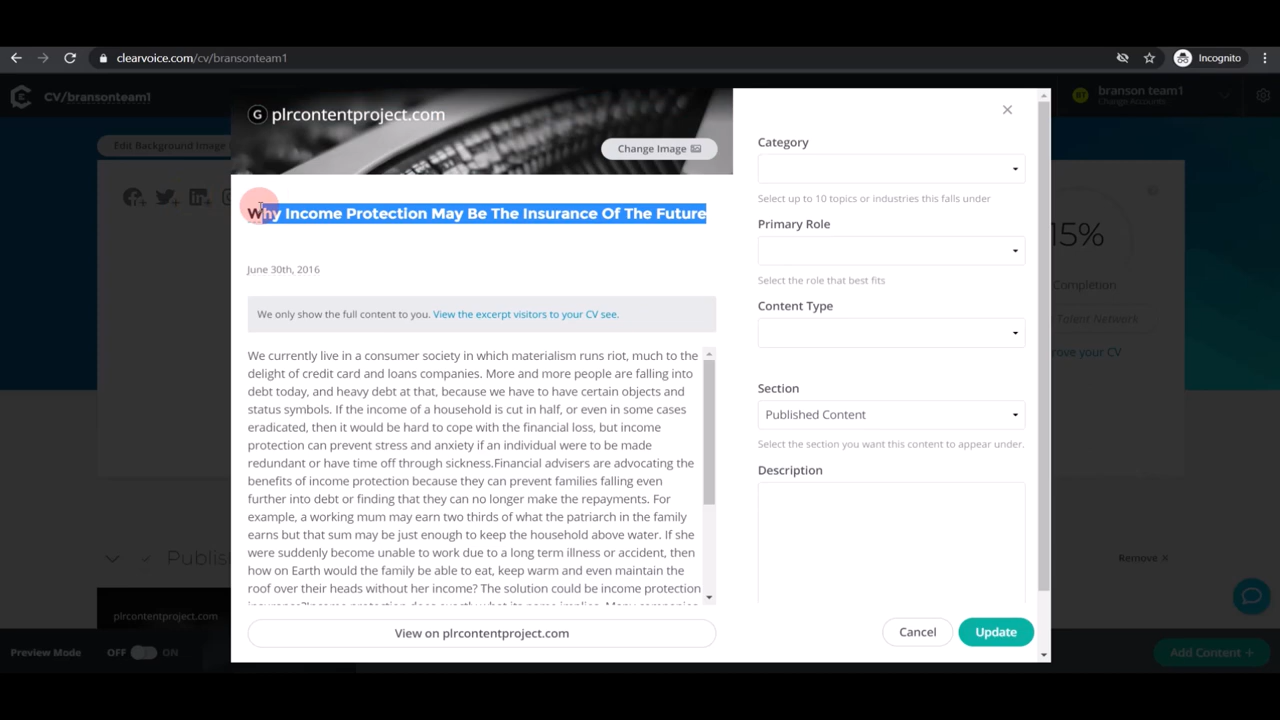 clearvoice.com/cv/bransonteam1
Incognito
CV/bransonteam1
branson team1
Change Accounts
Edit Background Image
plrcontentproject.com
Change Image
Why Income Protection May Be The Insurance Of The Future
June 30th, 2016
We only show the full content to you. View the excerpt visitors to your CV see.
We currently live in a consumer society in which materialism runs riot, much to the
delight of credit card and loans companies. More and more people are falling into
debt today, and heavy debt at that, because we have to have certain objects and
status symbols. If the income of a household is cut in half, or even in some cases
eradicated, then it would be hard to cope with the financial loss, but income
protection can prevent stress and anxiety if an individual were to be made
redundant or have time off through sickness.Financial advisers are advocating the
benefits of income protection because they can prevent families falling even
further into debt or finding that they can no longer make the repayments. For
example, a working mum may earn two thirds of what the patriarch in the family
earns but that sum may be just enough to keep the household above water. If she
were suddenly become unable to work due to a long term illness or accident, then
how on Earth would the family be able to eat, keep warm and even maintain the
roof over their heads without her income? The solution could be income protection
insurance?Income protection does exactly what its name implies. Many companies
View on plrcontentproject.com
Category
Select up to 10 topics or industries this falls under
Primary Role
Select the role that best fits
Content Type
Section
Published Content
Select the section you want this content to appear under.
Description
Cancel
Update
15%
Completion
Talent Network
rove your CV
Publis
Remove ×
plrcontentproject.com
Preview Mode
OFF
ON
Add Content +